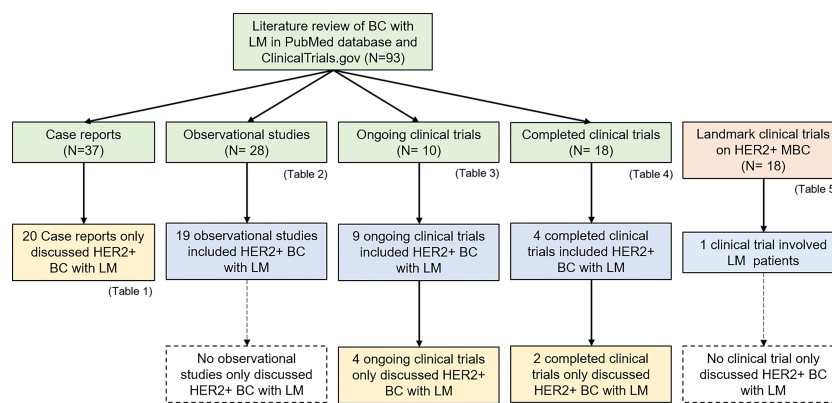 Literature review of BC with
LM in PubMed database and
ClinicalTrials.gov (N=93)
Case reports
(N=37)
Observational studies
(N= 28)
(Table 2)
Ongoing clinical trials
(N= 10)
(Table 3)
Completed clinical trials
(N= 18)
(Table 4)
Landmark clinical trials
on HER2+ MBC
(N= 18)
(Table 5
20 Case reports only
discussed HER2+
BC with LM
(Table 1)
19 observational studies
included HER2+ BC
with LM
9 ongoing clinical trials
included HER2+ BC
with LM
4 completed clinical
trials included HER2+
BC with LM
1 clinical trial involved
LM patients
No observational
studies only discussed
HER2+ BC with LM
4 ongoing clinical trials
only discussed HER2+
BC with LM
2 completed clinical
trials only discussed
HER2+ BC with LM
No clinical trial only
discussed HER2+ BC
with LM